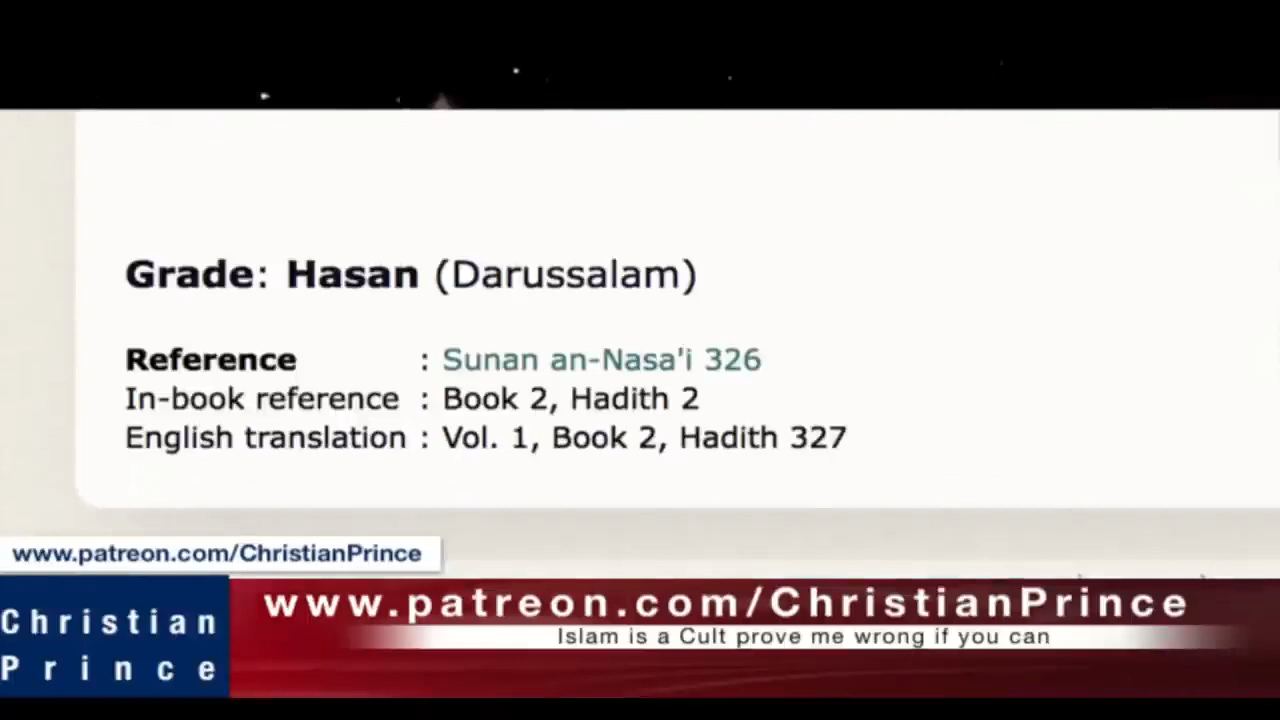 Grade: Hasan (Darussalam)
Reference : Sunan an-Nasa'i 326
In-book reference : Book 2, Hadith 2
English translation : Vol. 1, Book 2, Hadith 327
www.patreon.com/ChristianPrince
Christian
Prince
www.patreon.com/ChristianPrince
Islam is a Cult prove me wrong if you can